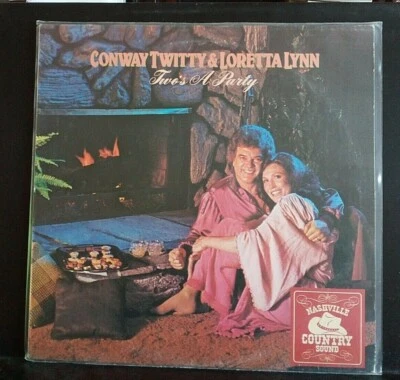 CONWAY TWITTY & LORETTA LYNN
Two's A Party
NASHVILLE
COUNTRY
SOUND